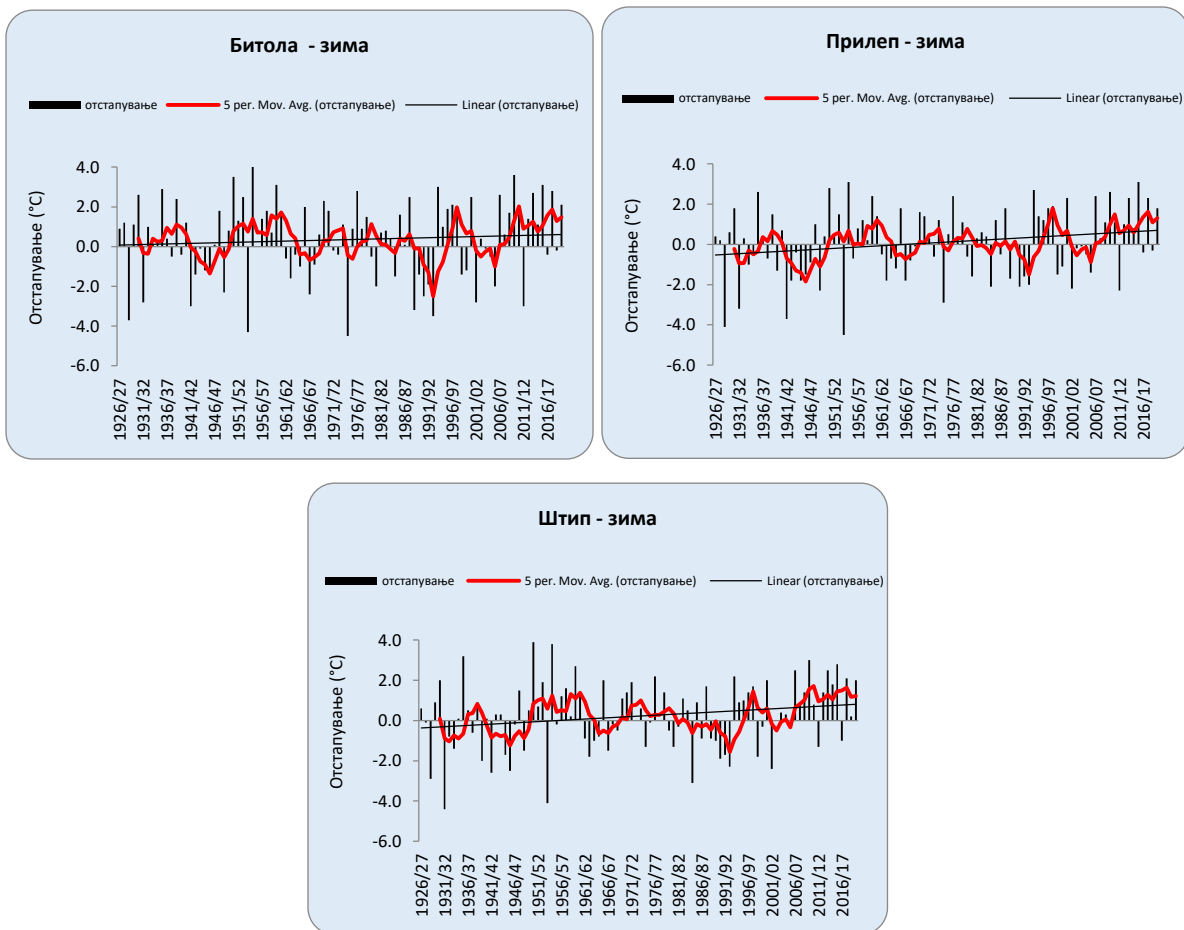 Битола - зима
отстапување 5 per. Mov. Avg. (отстапување) Linear (отстапување)
Отстапување (°C)
4.0
2.0
0.0
-2.0
-4.0
-6.0
1926/27 1931/32 1936/37 1941/42 1946/47 1951/52 1956/57 1961/62 1966/67 1971/72 1976/77 1981/82 1986/87 1991/92 1996/97 2001/02 2006/07 2011/12 2016/17
Прилеп - зима
отстапување 5 per. Mov. Avg. (отстапување) Linear (отстапување)
Отстапување (°C)
4.0
2.0
0.0
-2.0
-4.0
-6.0
1926/27 1931/32 1936/37 1941/42 1946/47 1951/52 1956/57 1961/62 1966/67 1971/72 1976/77 1981/82 1986/87 1991/92 1996/97 2001/02 2006/07 2011/12 2016/17
Штип - зима
отстапување 5 per. Mov. Avg. (отстапување) Linear (отстапување)
Отстапување (°C)
4.0
2.0
0.0
-2.0
-4.0
-6.0
1926/27 1931/32 1936/37 1941/42 1946/47 1951/52 1956/57 1961/62 1966/67 1971/72 1976/77 1981/82 1986/87 1991/92 1996/97 2001/02 2006/07 2011/12 2016/17